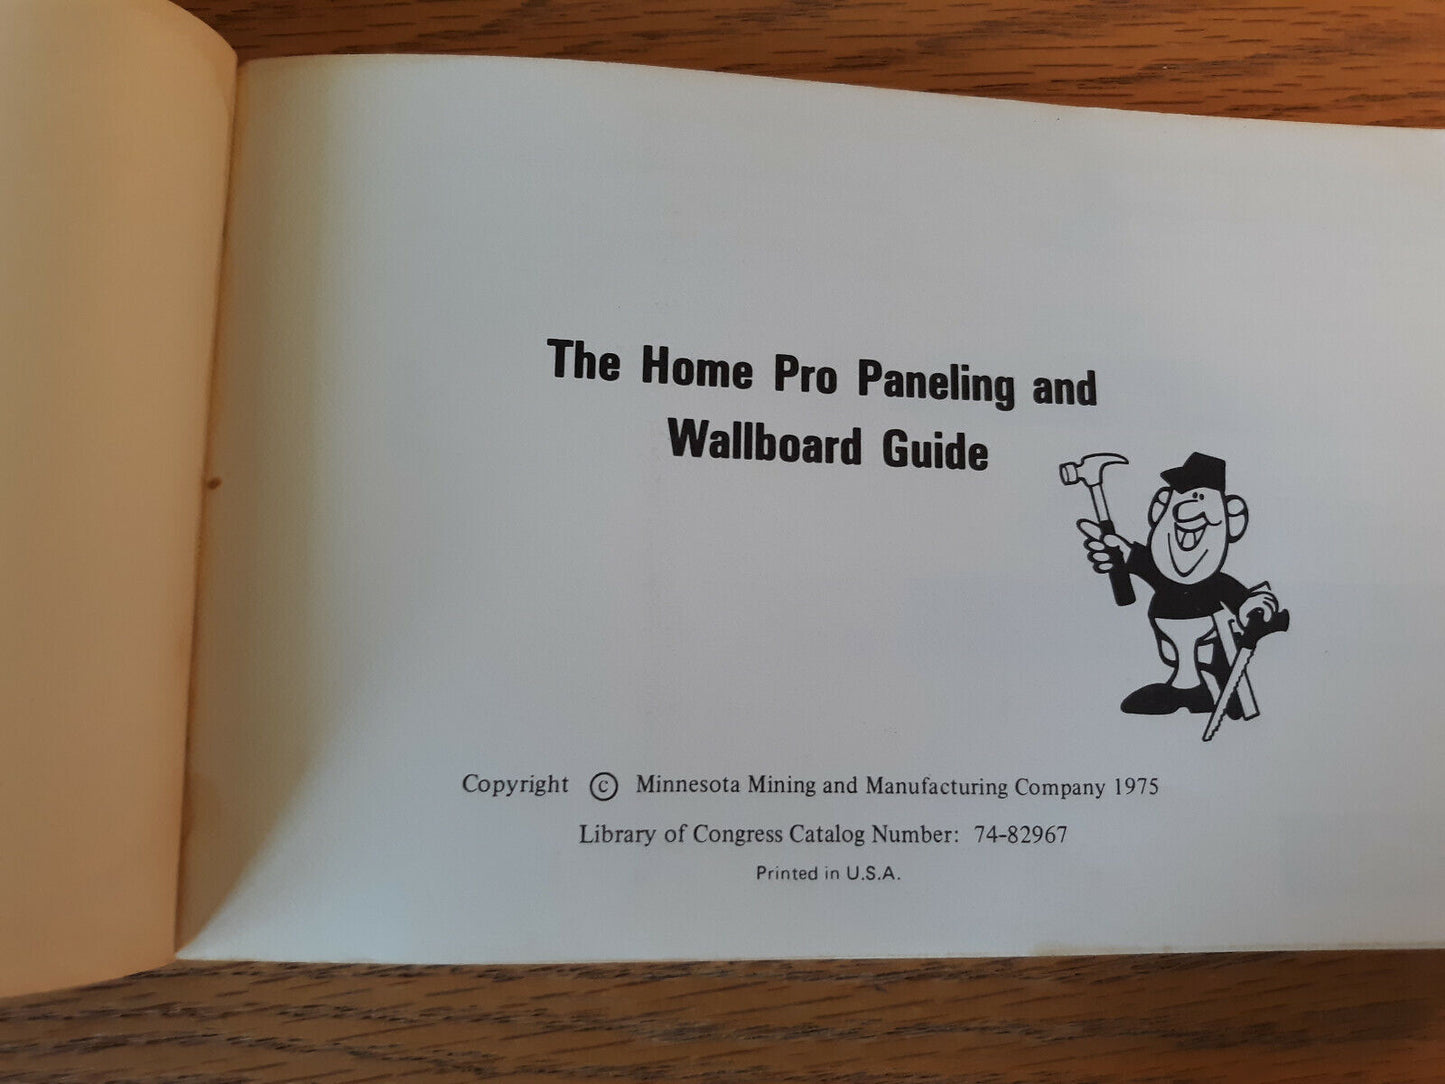 The Home Pro Paneling and
Wallboard Guide
Copyright © Minnesota Mining and Manufacturing Company 1975
Library of Congress Catalog Number: 74-82967
Printed in U.S.A.